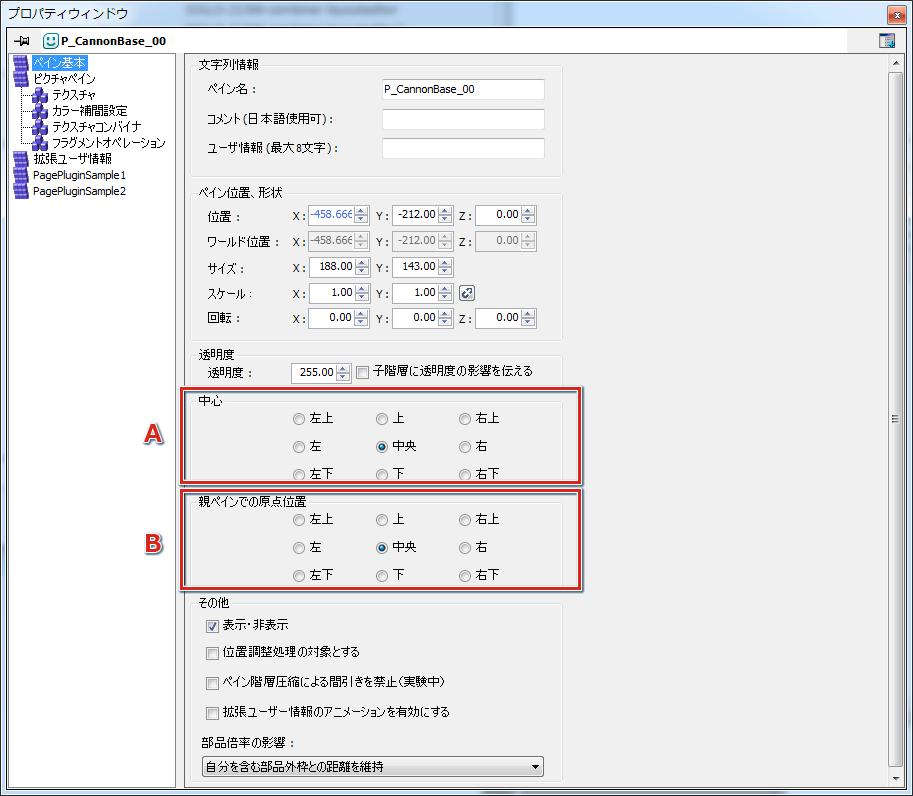 プロパティウィンドウ
P_CannonBase_00
ペイン基本
ピクチャペイン
テクスチャ
カラー補間設定
テクスチャコンバイナ
フラグメントオペレーション
拡張ユーザ情報
PagePluginSample1
PagePluginSample2
文字列情報
ペイン名： P_CannonBase_00
コメント(日本語使用可)：
ユーザ情報(最大8文字)：
ペイン位置、形状
位置： X: -458.666 Y: -212.00 Z: 0.00
ワールド位置： X: -458.666 Y: -212.00 Z: 0.00
サイズ： X: 188.00 Y: 143.00
スケール： X: 1.00 Y: 1.00
回転： X: 0.00 Y: 0.00 Z: 0.00
透明度
透明度： 255.00 子階層に透明度の影響を伝える
A
中心
左上 上 右上
左 中央 右
左下 下 右下
B
親ペインでの原点位置
左上 上 右上
左 中央 右
左下 下 右下
その他
表示・非表示
位置調整処理の対象とする
ペイン階層圧縮による間引きを禁止(実験中)
拡張ユーザー情報のアニメーションを有効にする
部品倍率の影響：
自分を含む部品外枠との距離を維持